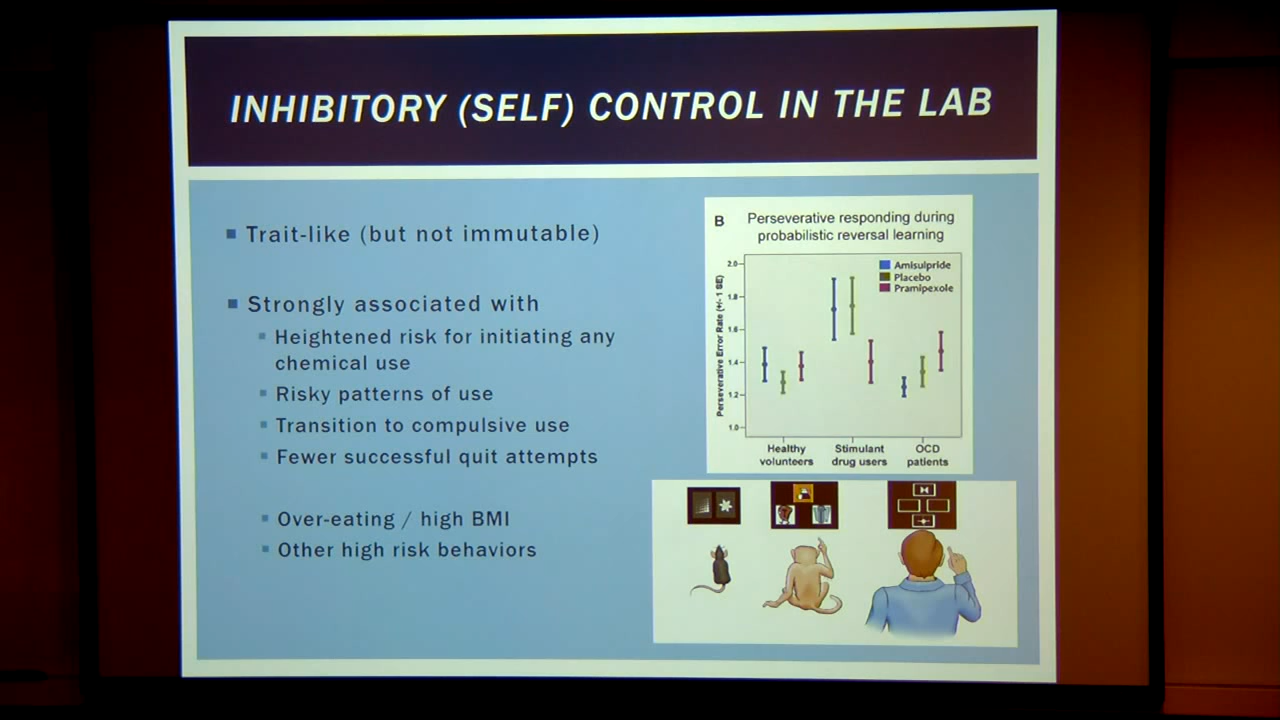 INHIBITORY (SELF) CONTROL IN THE LAB
Trait-like (but not immutable)
Strongly associated with
Heightened risk for initiating any
chemical use
Risky patterns of use
Transition to compulsive use
Fewer successful quit attempts
Over-eating / high BMI
Other high risk behaviors
B
Perseverative responding during
probabilistic reversal learning
Perseverative Error Rate (+/- 1 SE)
2.0
1.8
1.6
1.4
1.2
1.0
Amisulpride
Placebo
Pramipexole
Healthy
volunteers
Stimulant
drug users
OCD
patients